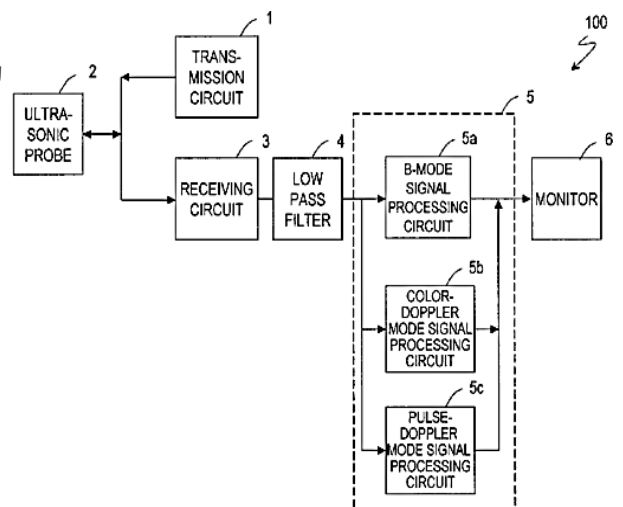 100
1
TRANS-
MISSION
CIRCUIT
2
ULTRA-
SONIC
PROBE
3
RECEIVING
CIRCUIT
4
LOW
PASS
FILTER
5
5a
B-MODE
SIGNAL
PROCESSING
CIRCUIT
6
MONITOR
5b
COLOR-
DOPPLER
MODE SIGNAL
PROCESSING
CIRCUIT
5c
PULSE-
DOPPLER
MODE SIGNAL
PROCESSING
CIRCUIT